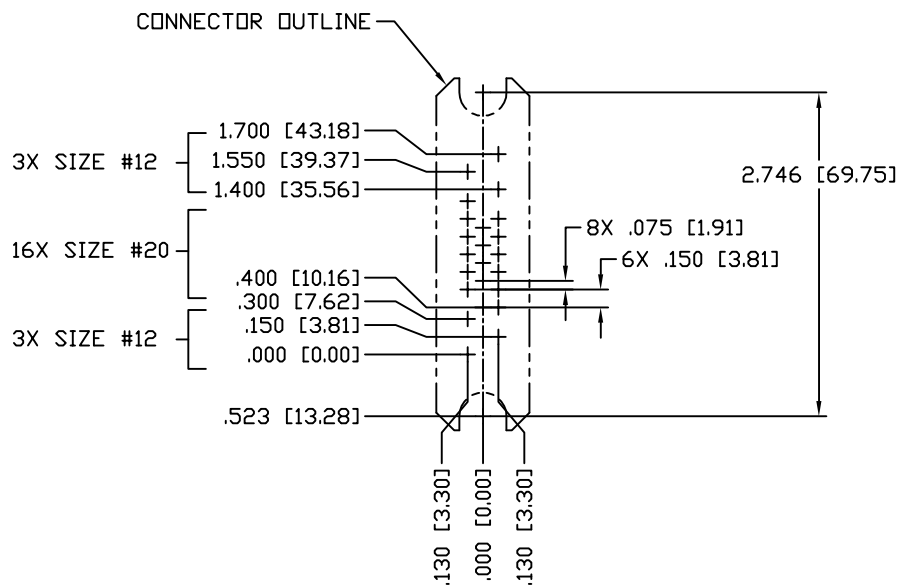 CONNECTOR OUTLINE
1.700 [43.18]
3X SIZE #12
1.550 [39.37]
1.400 [35.56]
2.746 [69.75]
8X .075 [1.91]
16X SIZE #20
6X .150 [3.81]
.400 [10.16]
.300 [7.62]
.150 [3.81]
3X SIZE #12
.000 [0.00]
.523 [13.28]
.130 [3.30]
.000 [0.00]
.130 [3.30]